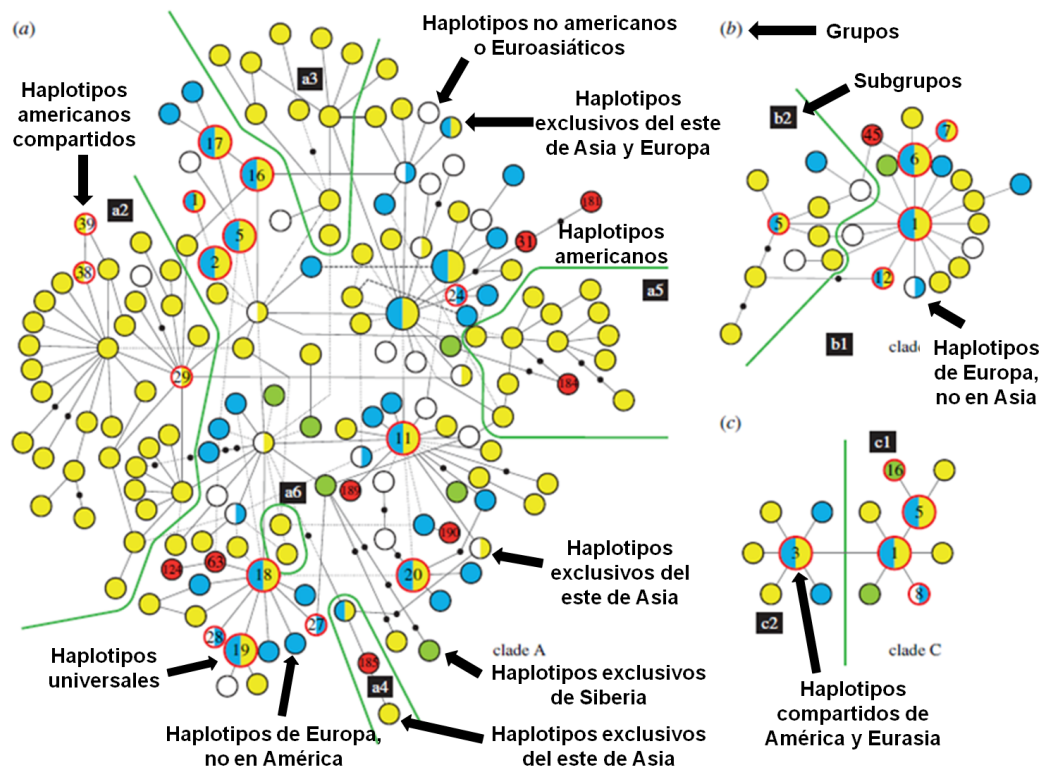 (a)
Haplotipos no americanos
o Euroasiáticos
(b)
Grupos
Haplotipos
americanos
compartidos
a3
Haplotipos
exclusivos del este
de Asia y Europa
Subgrupos
b2
45
7
17
6
16
1
181
39
a2
5
31
Haplotipos
americanos
5
1
38
2
24
a5
12
b1
clade
Haplotipos
de Europa,
no en Asia
29
184
(c)
11
c1
16
a6
189
5
190
3
1
124
63
18
20
Haplotipos
exclusivos del
este de Asia
8
c2
28
27
19
clade A
clade C
Haplotipos
universales
185
a4
Haplotipos exclusivos
de Siberia
Haplotipos
compartidos de
América y Eurasia
Haplotipos de Europa,
no en América
Haplotipos exclusivos
del este de Asia